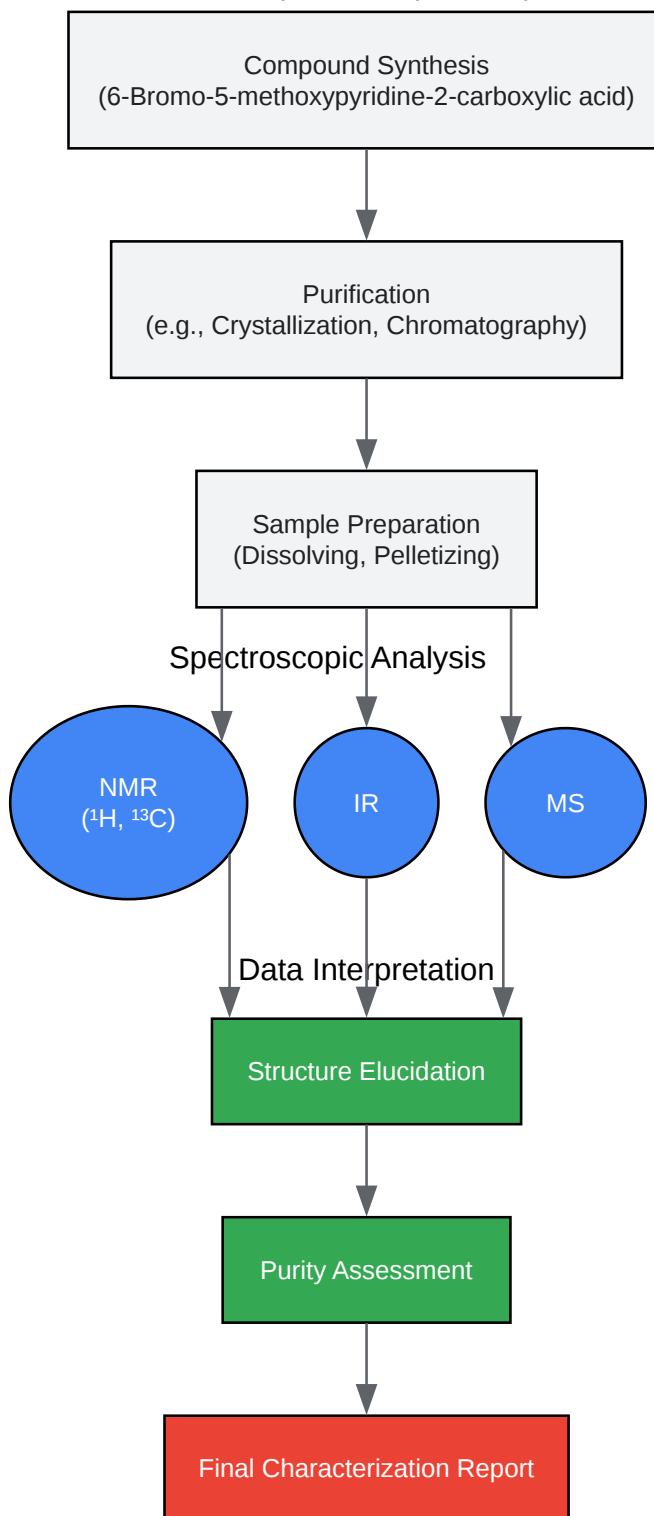 Compound Synthesis
(6-Bromo-5-methoxypyridine-2-carboxylic acid)
Purification
(e.g., Crystallization, Chromatography)
Sample Preparation
(Dissolving, Pelletizing)
Spectroscopic Analysis
NMR
(¹H, ¹³C)
IR
MS
Data Interpretation
Structure Elucidation
Purity Assessment
Final Characterization Report